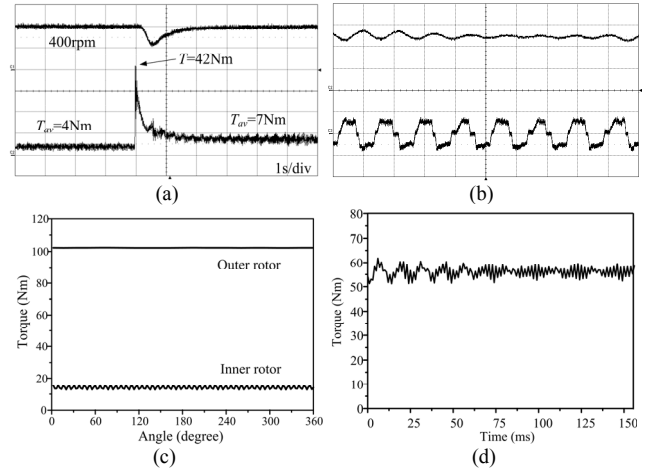 400rpm
T=42Nm
Tav=4Nm
Tav=7Nm
1s/div
(a)
(b)
120
100
80
60
40
20
0
Torque (Nm)
Outer rotor
Inner rotor
0 60 120 180 240 300 360
Angle (degree)
(c)
80
70
60
50
40
30
20
10
0
Torque (Nm)
0 25 50 75 100 125 150
Time (ms)
(d)